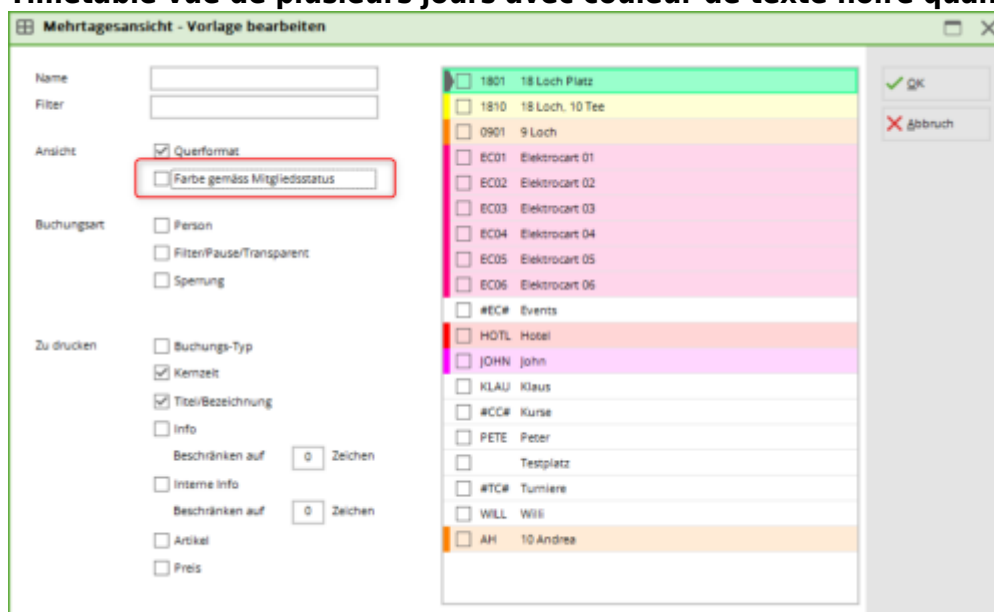 Timetable vue de plusieurs jours avec couleur de texte noire quan
Mehrtagesansicht - Vorlage bearbeiten
Name
Filter
Ansicht
Querformat
Farbe gemäss Mitgliedsstatus
Buchungsart
Person
Filter/Pause/Transparent
Sperrung
Zu drucken
Buchungs-Typ
Kernzeit
Titel/Bezeichnung
Info
Beschränken auf 0 Zeichen
Interne Info
Beschränken auf 0 Zeichen
Artikel
Preis
1801 18 Loch Platz
1810 18 Loch, 10 Tee
0901 9 Loch
EC01 Elektrocart 01
EC02 Elektrocart 02
EC03 Elektrocart 03
EC04 Elektrocart 04
EC05 Elektrocart 05
EC06 Elektrocart 06
#EC# Events
HOTL Hotel
JOHN John
KLAU Klaus
#CC# Kurse
PETE Peter
Testplatz
#TC# Turniere
WILL Willi
AH 10 Andrea
OK
Abbruch